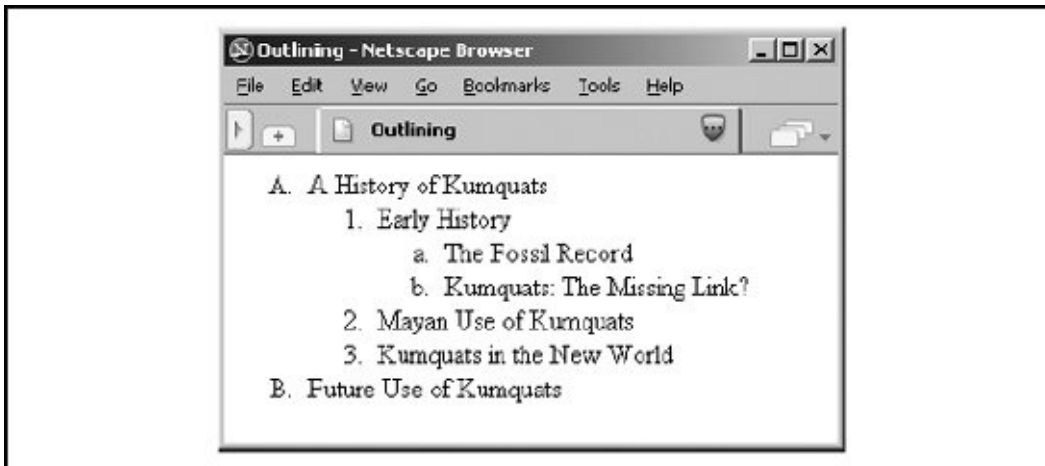 Outlining - Netscape Browser
File Edit View Go Bookmarks Tools Help
Outlining
A. A History of Kumquats
1. Early History
a. The Fossil Record
b. Kumquats: The Missing Link?
2. Mayan Use of Kumquats
3. Kumquats in the New World
B. Future Use of Kumquats